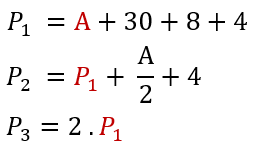 P₁ = A + 30 + 8 + 4
P₂ = P₁ + A/2 + 4
P₃ = 2 . P₁